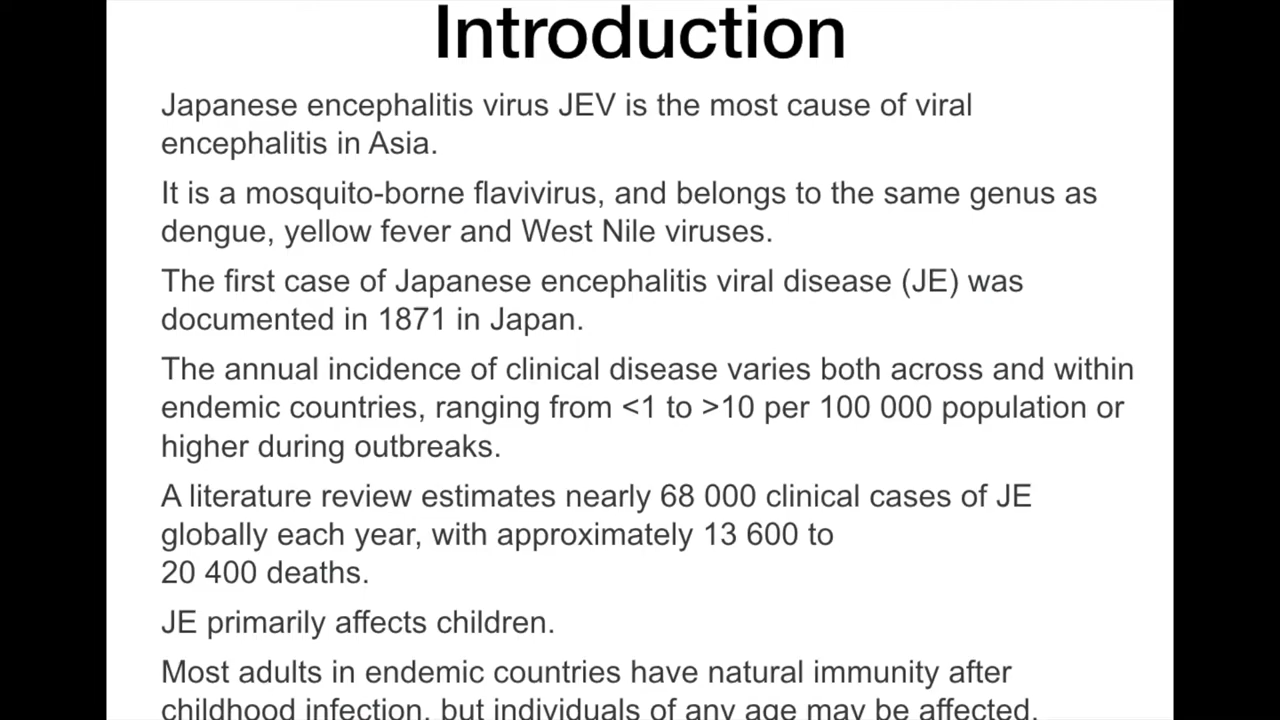 Introduction
Japanese encephalitis virus JEV is the most cause of viral
encephalitis in Asia.
It is a mosquito-borne flavivirus, and belongs to the same genus as
dengue, yellow fever and West Nile viruses.
The first case of Japanese encephalitis viral disease (JE) was
documented in 1871 in Japan.
The annual incidence of clinical disease varies both across and within
endemic countries, ranging from <1 to >10 per 100 000 population or
higher during outbreaks.
A literature review estimates nearly 68 000 clinical cases of JE
globally each year, with approximately 13 600 to
20 400 deaths.
JE primarily affects children.
Most adults in endemic countries have natural immunity after
childhood infection, but individuals of any age may be affected.